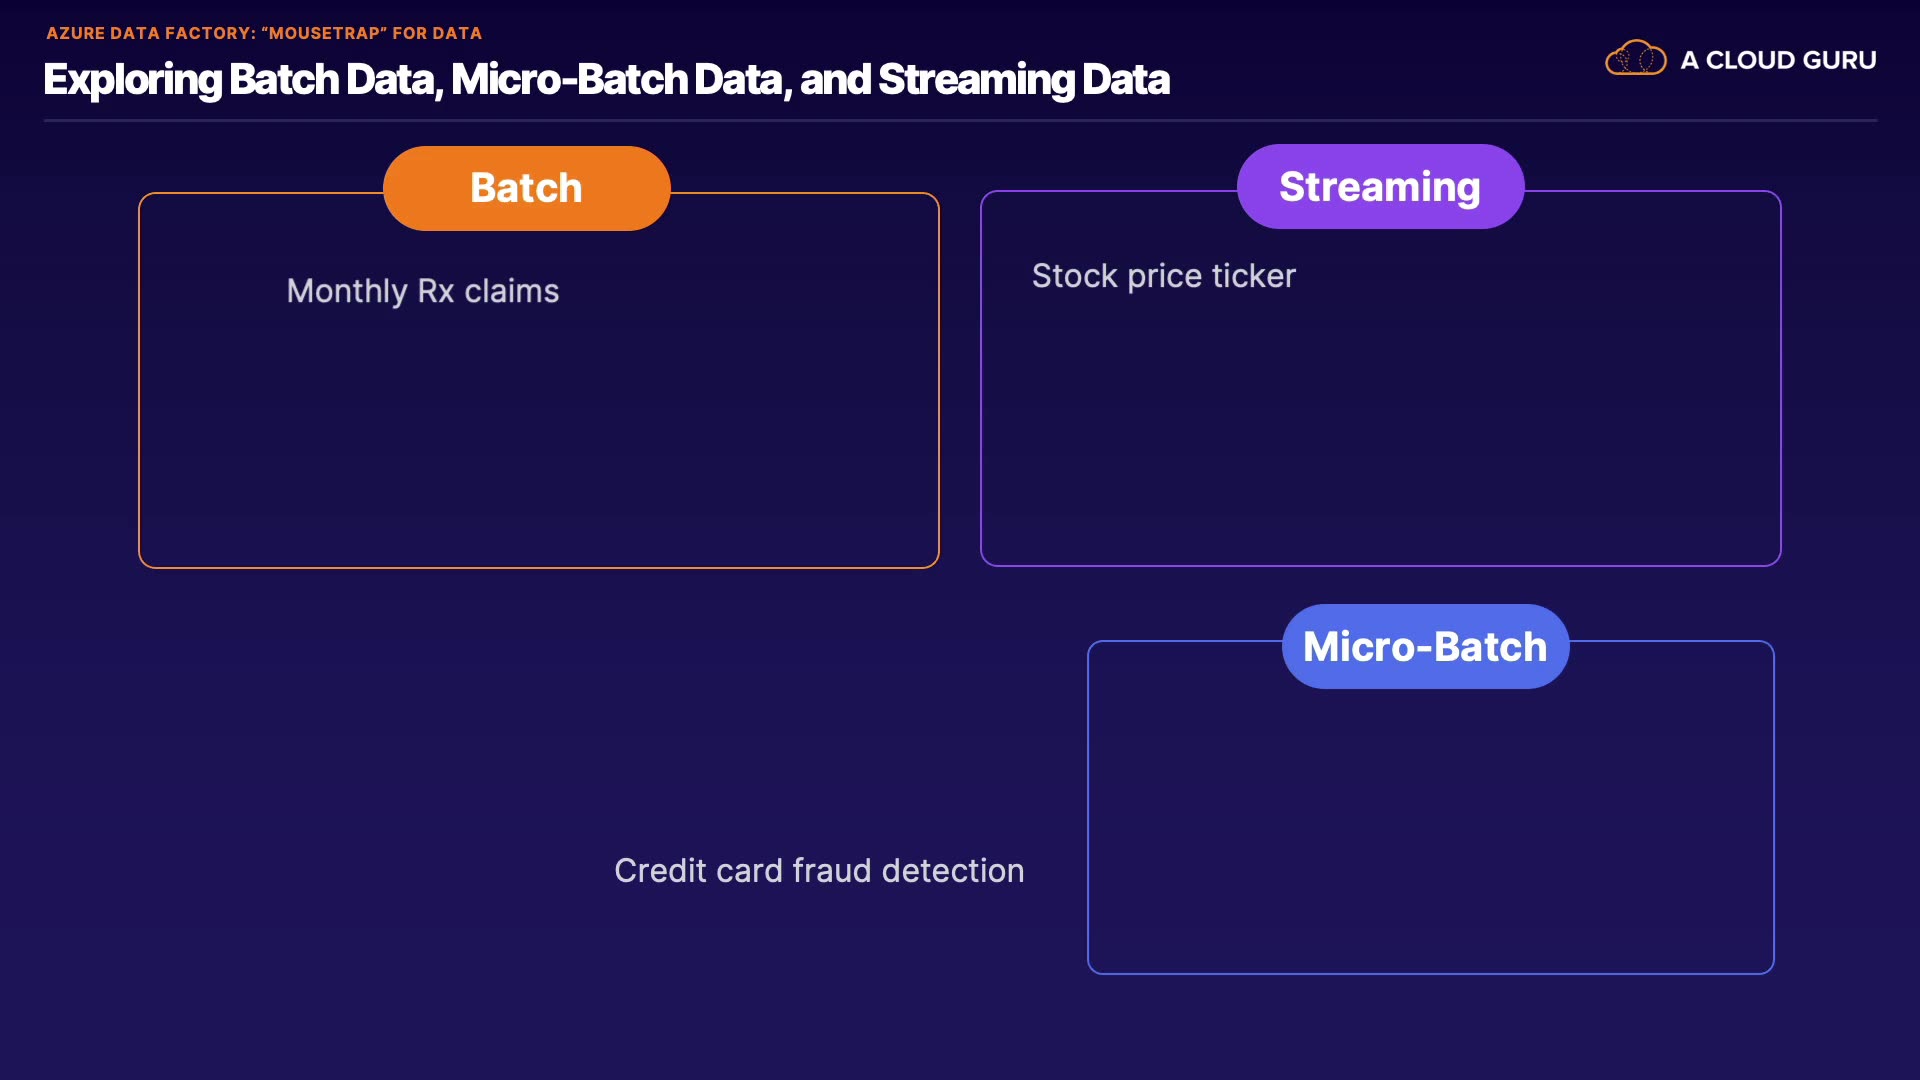 AZURE DATA FACTORY: “MOUSETRAP” FOR DATA
Exploring Batch Data, Micro-Batch Data, and Streaming Data
A CLOUD GURU
Batch
Monthly Rx claims
Streaming
Stock price ticker
Micro-Batch
Credit card fraud detection